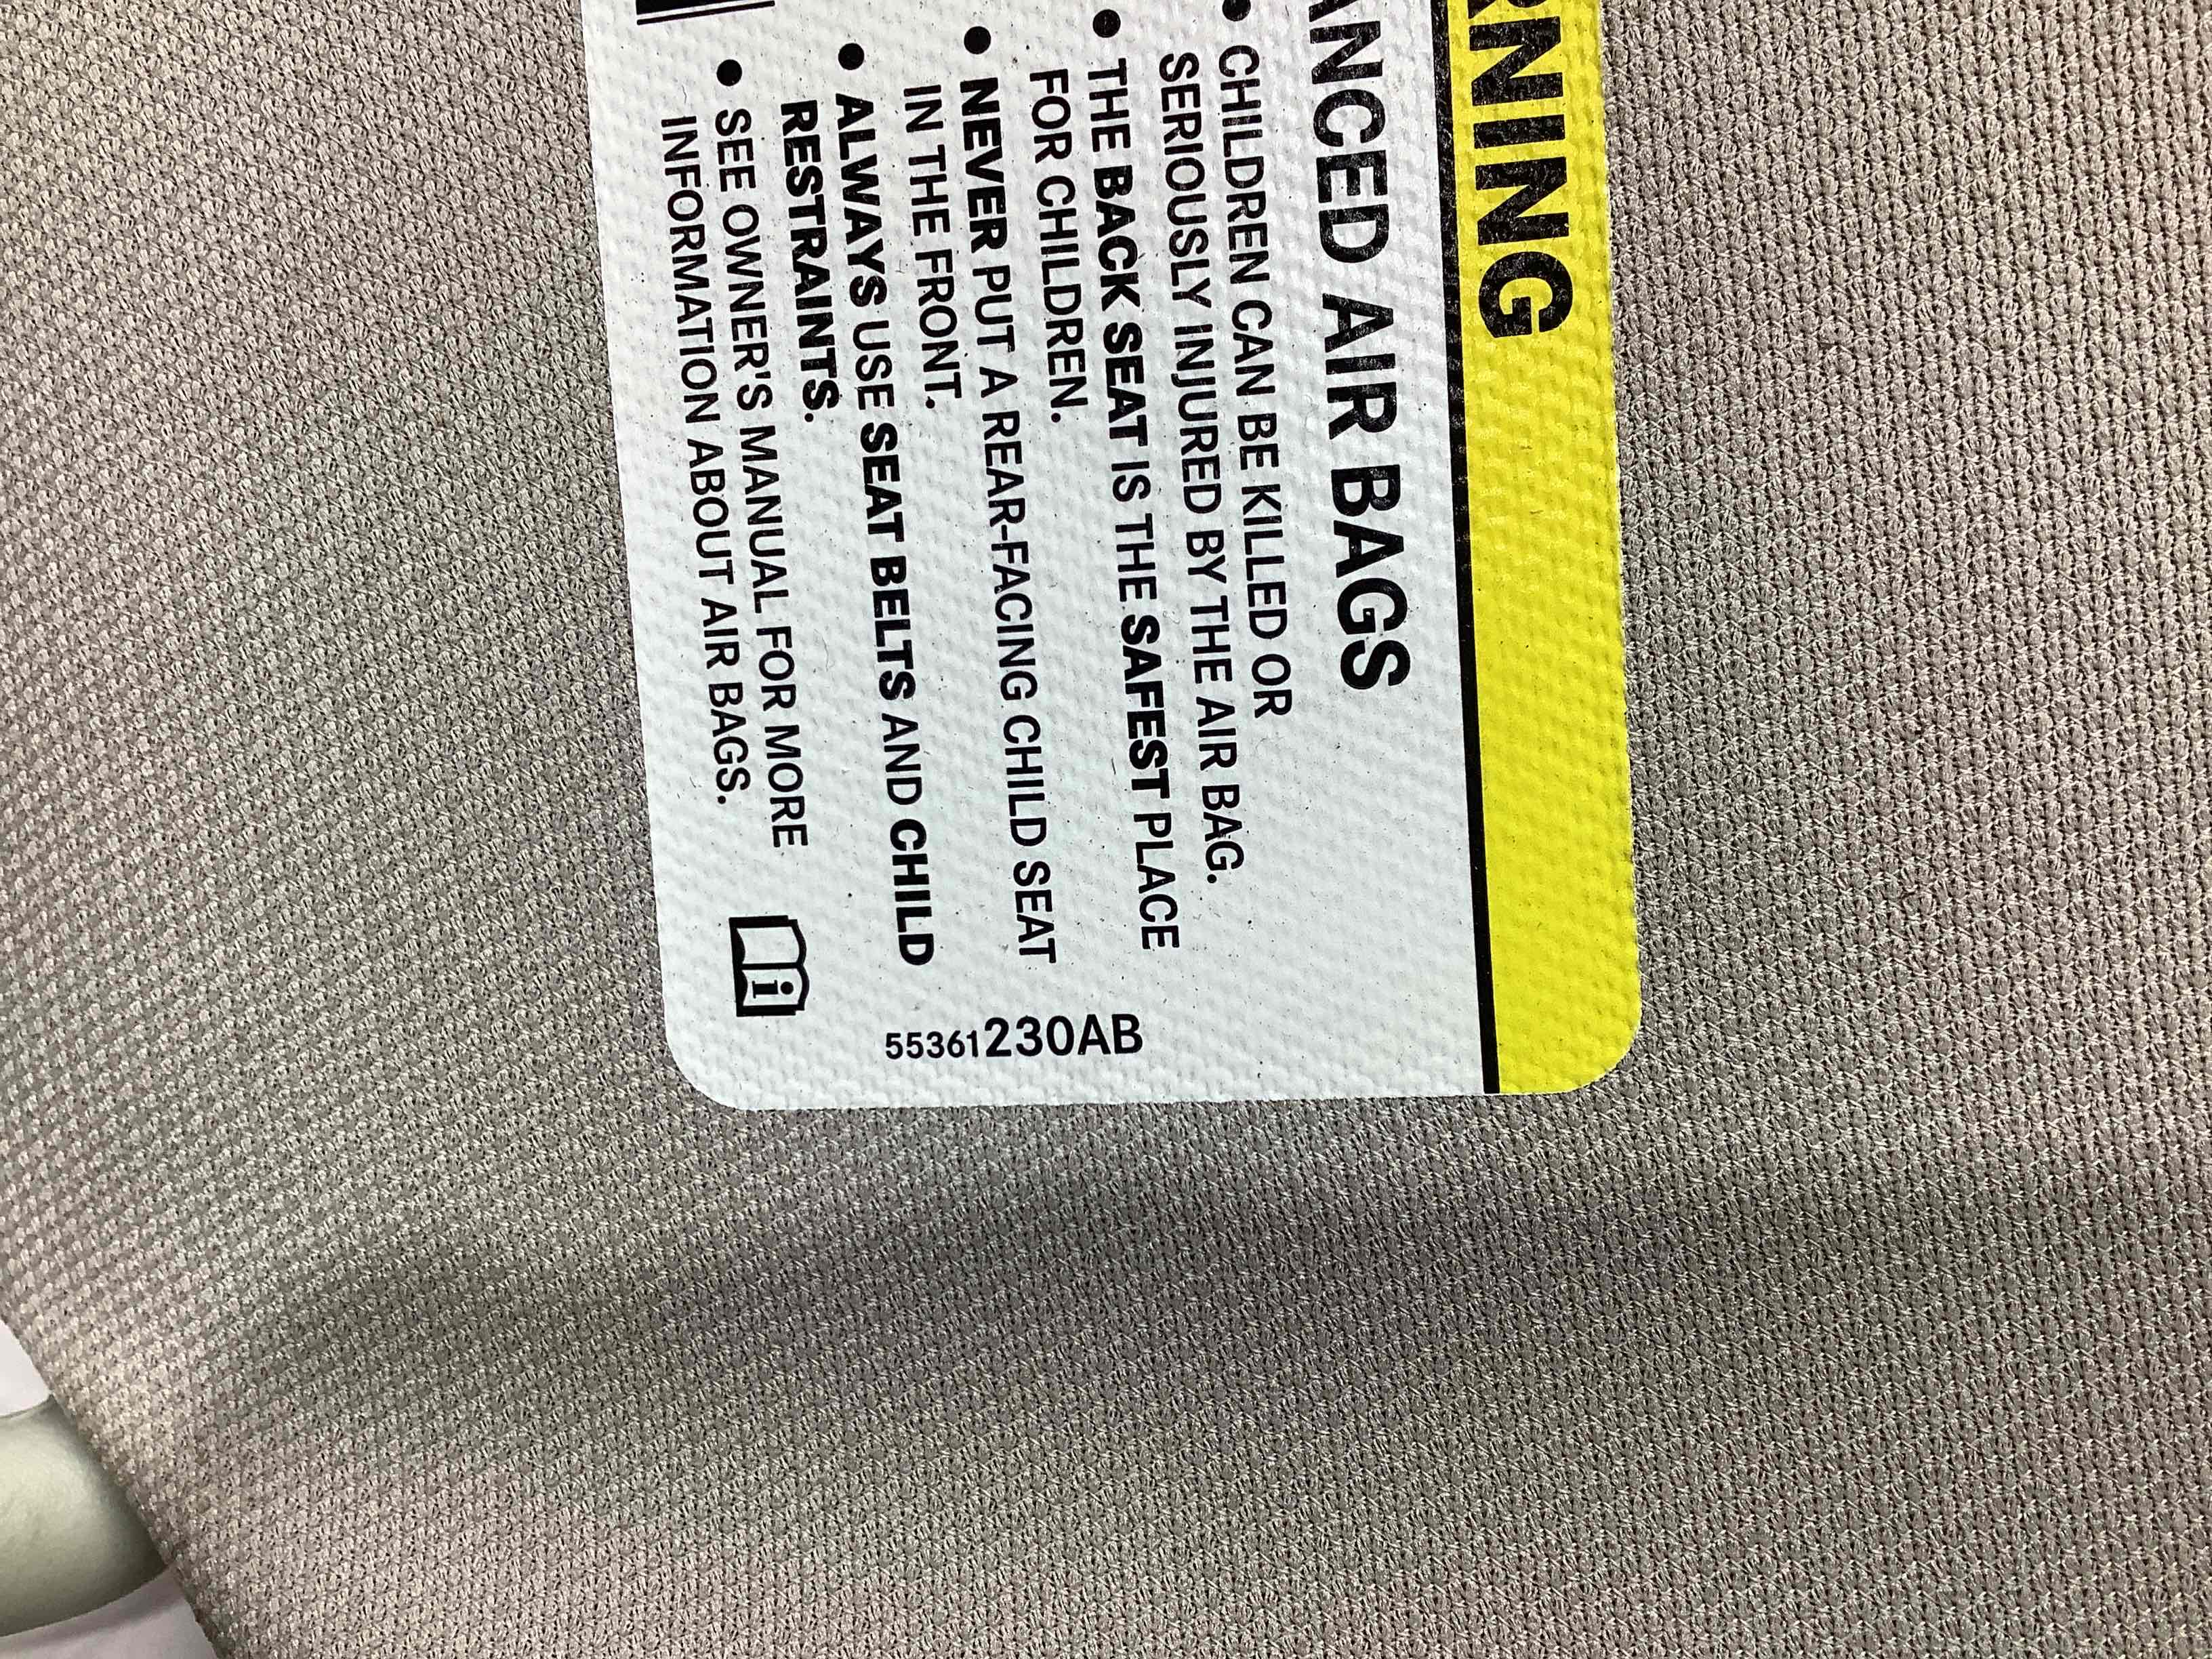 RNING
ANCED AIR BAGS
• CHILDREN CAN BE KILLED OR
SERIOUSLY INJURED BY THE AIR BAG.
• THE BACK SEAT IS THE SAFEST PLACE
FOR CHILDREN.
• NEVER PUT A REAR-FACING CHILD SEAT
IN THE FRONT.
• ALWAYS USE SEAT BELTS AND CHILD
RESTRAINTS.
• SEE OWNER'S MANUAL FOR MORE
INFORMATION ABOUT AIR BAGS.
i
55361230AB